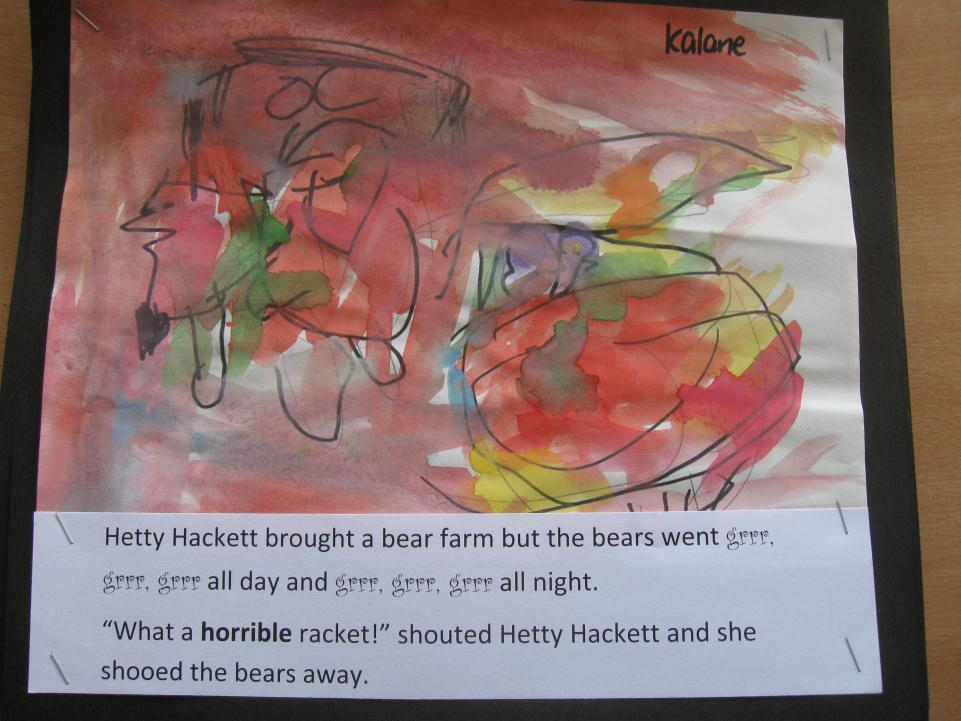 kalane
Hetty Hackett brought a bear farm but the bears went grrr,
grrr, grrr all day and grrr, grrr, grrr all night.
“What a horrible racket!” shouted Hetty Hackett and she
shooed the bears away.